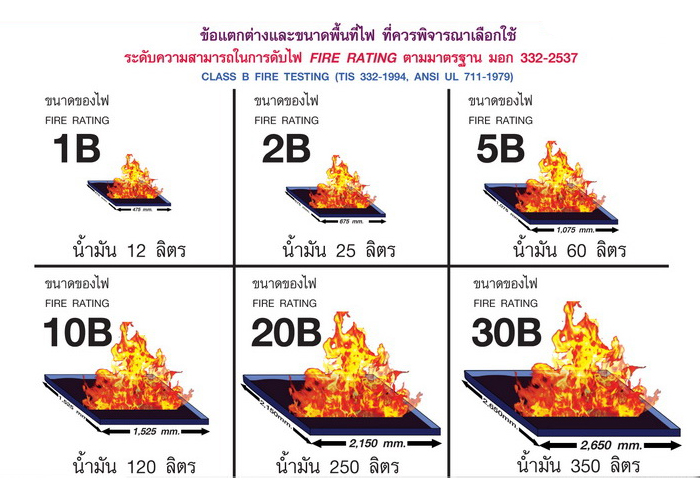 ข้อแตกต่างและขนาดพื้นที่ไฟ ที่ควรพิจารณาเลือกใช้
ระดับความสามารถในการดับไฟ FIRE RATING ตามมาตรฐาน มอก 332-2537
CLASS B FIRE TESTING (TIS 332-1994, ANSI UL 711-1979)
ขนาดของไฟ
FIRE RATING
1B
475 mm.
น้ำมัน 12 ลิตร
ขนาดของไฟ
FIRE RATING
2B
675 mm.
น้ำมัน 25 ลิตร
ขนาดของไฟ
FIRE RATING
5B
1,075 mm.
1,075 mm.
น้ำมัน 60 ลิตร
ขนาดของไฟ
FIRE RATING
10B
1,525 mm.
1,525 mm.
น้ำมัน 120 ลิตร
ขนาดของไฟ
FIRE RATING
20B
2,150 mm.
2,150 mm.
น้ำมัน 250 ลิตร
ขนาดของไฟ
FIRE RATING
30B
2,650mm.
2,650 mm.
น้ำมัน 350 ลิตร